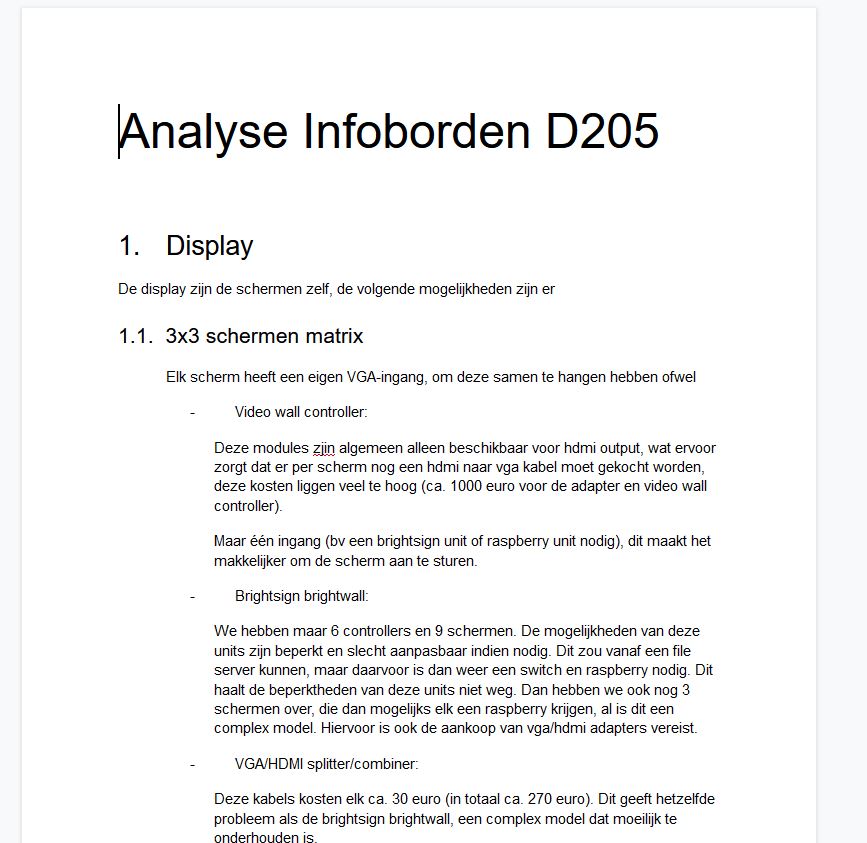 Analyse Infoborden D205
1. Display
De display zijn de schermen zelf, de volgende mogelijkheden zijn er
1.1. 3x3 schermen matrix
Elk scherm heeft een eigen VGA-ingang, om deze samen te hangen hebben ofwel
- Video wall controller:
Deze modules zjin algemeen alleen beschikbaar voor hdmi output, wat ervoor
zorgt dat er per scherm nog een hdmi naar vga kabel moet gekocht worden,
deze kosten liggen veel te hoog (ca. 1000 euro voor de adapter en video wall
controller).
Maar één ingang (bv een brightsign unit of raspberry unit nodig), dit maakt het
makkelijker om de scherm aan te sturen.
- Brightsign brightwall:
We hebben maar 6 controllers en 9 schermen. De mogelijkheden van deze
units zijn beperkt en slecht aanpasbaar indien nodig. Dit zou vanaf een file
server kunnen, maar daarvoor is dan weer een switch en raspberry nodig. Dit
haalt de beperktheden van deze units niet weg. Dan hebben we ook nog 3
schermen over, die dan mogelijks elk een raspberry krijgen, al is dit een
complex model. Hiervoor is ook de aankoop van vga/hdmi adapters vereist.
- VGA/HDMI splitter/combiner:
Deze kabels kosten elk ca. 30 euro (in totaal ca. 270 euro). Dit geeft hetzelfde
probleem als de brightsign brightwall, een complex model dat moeilijk te
onderhouden is.